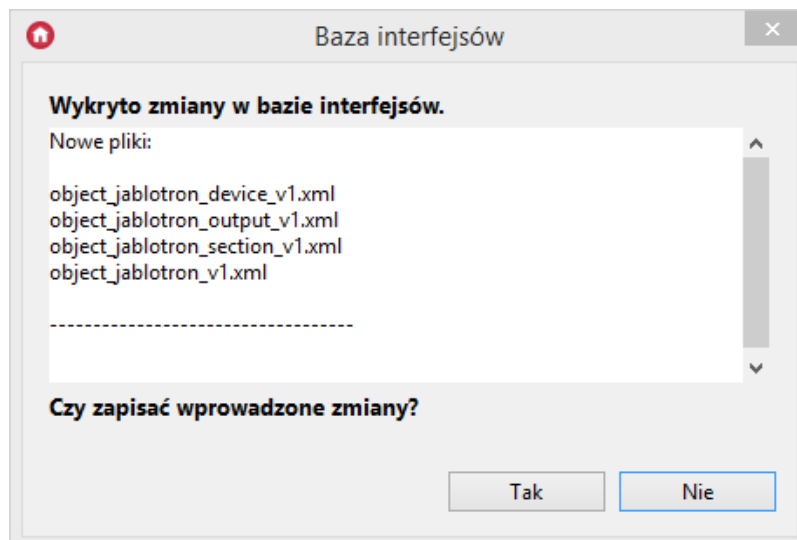 Baza interfejsów
Wykryto zmiany w bazie interfejsów.
Nowe pliki:
object_jablotron_device_v1.xml
object_jablotron_output_v1.xml
object_jablotron_section_v1.xml
object_jablotron_v1.xml
-----------------------------------
Czy zapisać wprowadzone zmiany?
Tak
Nie